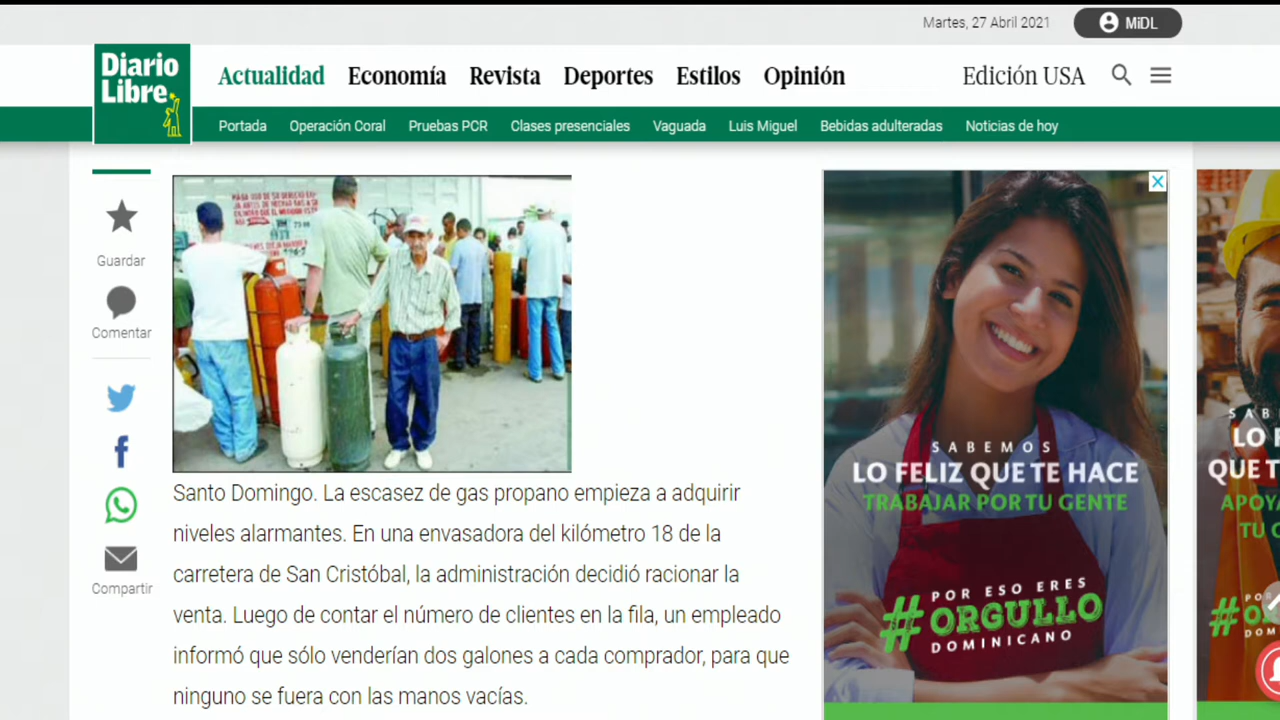 Martes, 27 Abril 2021
MiDL
Diario
Libre
Actualidad Economía Revista Deportes Estilos Opinión
Edición USA
Portada Operación Coral Pruebas PCR Clases presenciales Vaguada Luis Miguel Bebidas adulteradas Noticias de hoy
Guardar
Comentar
Compartir
Santo Domingo. La escasez de gas propano empieza a adquirir
niveles alarmantes. En una envasadora del kilómetro 18 de la
carretera de San Cristóbal, la administración decidió racionar la
venta. Luego de contar el número de clientes en la fila, un empleado
informó que sólo venderían dos galones a cada comprador, para que
ninguno se fuera con las manos vacías.
SABEMOS
LO FELIZ QUE TE HACE
TRABAJAR POR TU GENTE
POR ESO ERES
#ORGULLO
DOMINICANO
SAB
LO F
QUE T
APOYA
TU